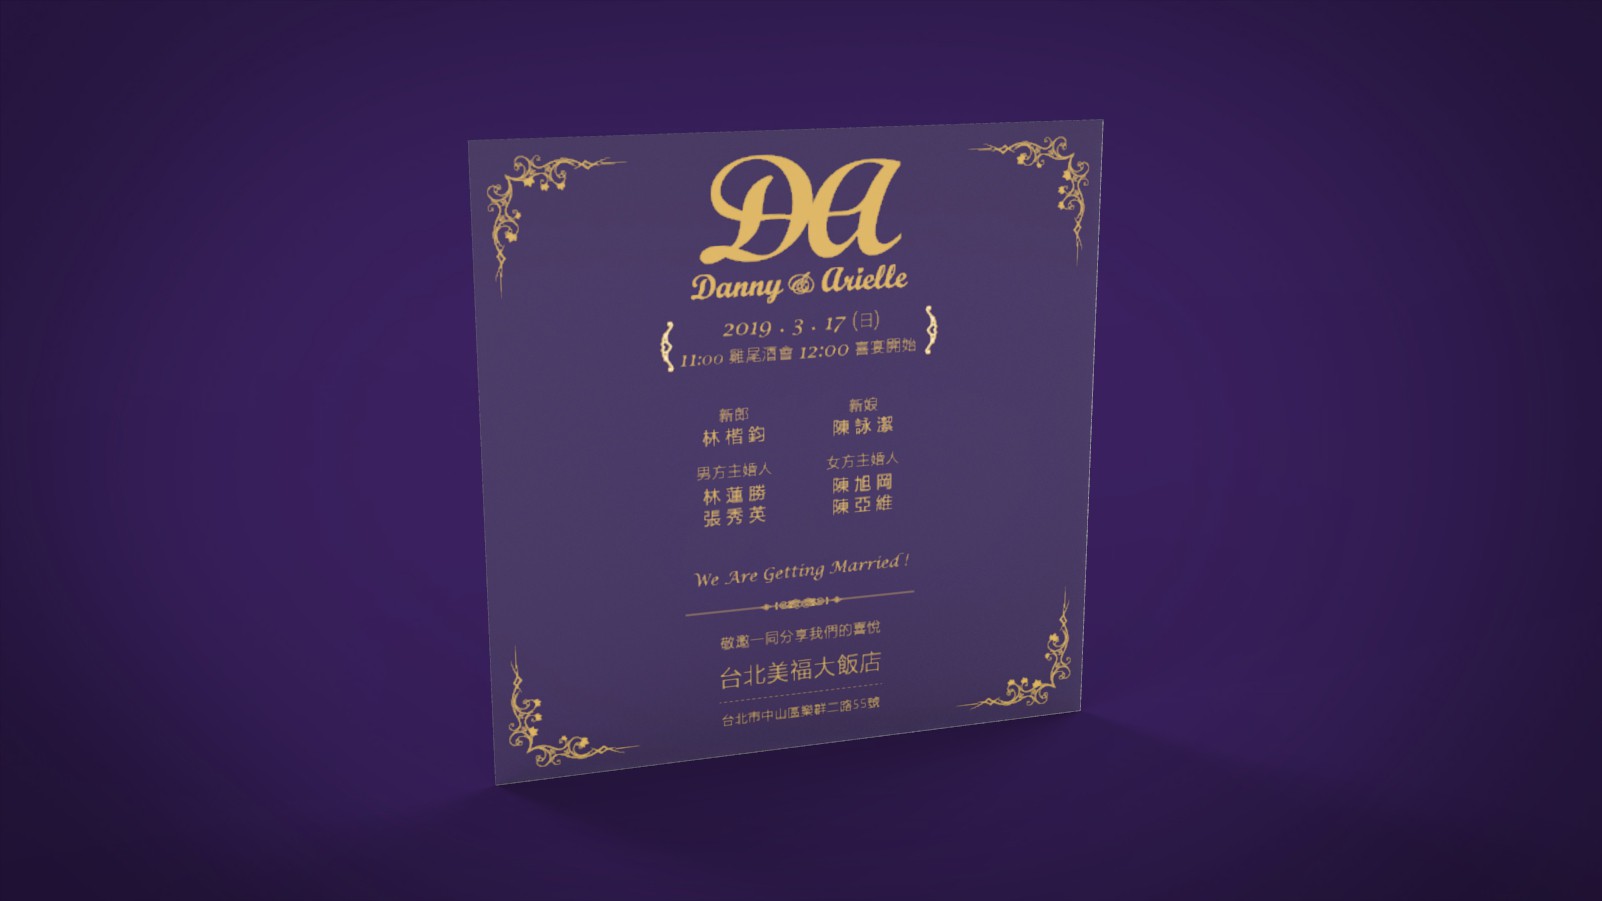 DA
Danny & Arielle
2019 . 3 . 17 (日)
11:00 雞尾酒會 12:00 喜宴開始
新郎
林楷鈞
新娘
陳詠潔
男方主婚人
林蓮勝
張秀英
女方主婚人
陳旭岡
陳亞維
We Are Getting Married !
敬邀一同分享我們的喜悅
台北美福大飯店
台北市中山區樂群二路55號